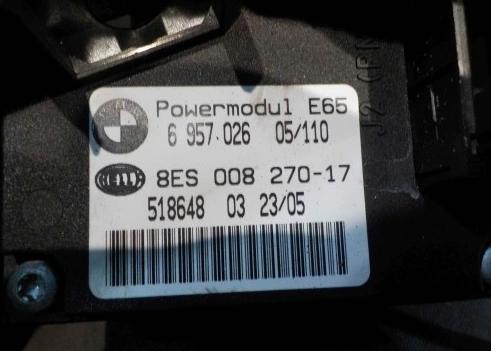 Powermodul E65
6 957 026 05/110
8ES 008 270-17
518648 03 23/05